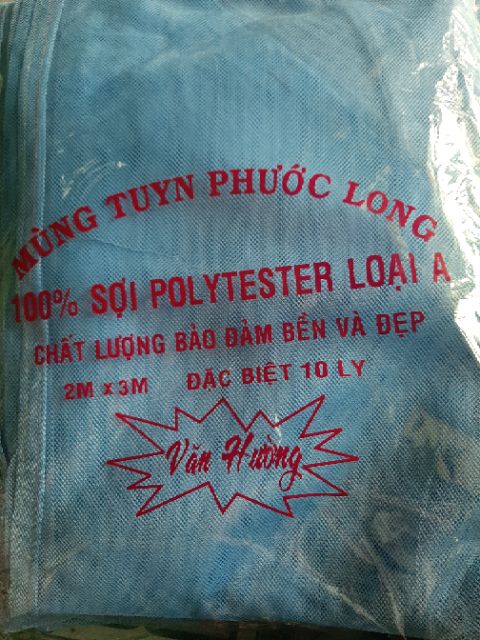 MÙNG TUYN PHƯỚC LONG
100% SỢI POLYTESTER LOẠI A
CHẤT LƯỢNG BẢO ĐẢM BỀN VÀ ĐẸP
2M x 3M ĐẶC BIỆT 10 LY
Văn Hường